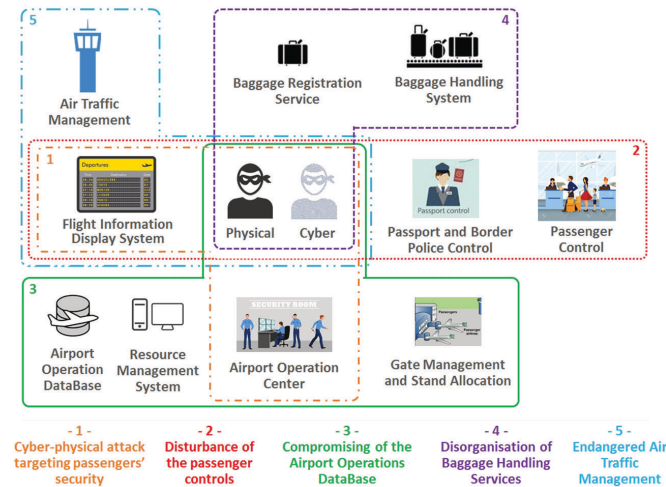 5
4
Air Traffic
Management
Baggage Registration
Service
Baggage Handling
System
1
2
Departures
Flight Information
Display System
Physical
Cyber
Passport control
Passport and Border
Police Control
Passenger
Control
3
Airport
Operation
DataBase
Resource
Management
System
SECURITY ROOM
Airport Operation
Center
Passengers
Gate Management
and Stand Allocation
- 1 -
Cyber-physical attack
targeting passengers'
security
- 2 -
Disturbance of
the passenger
controls
- 3 -
Compromising of the
Airport Operations
DataBase
- 4 -
Disorganisation of
Baggage Handling
Services
- 5 -
Endangered Air
Traffic
Management